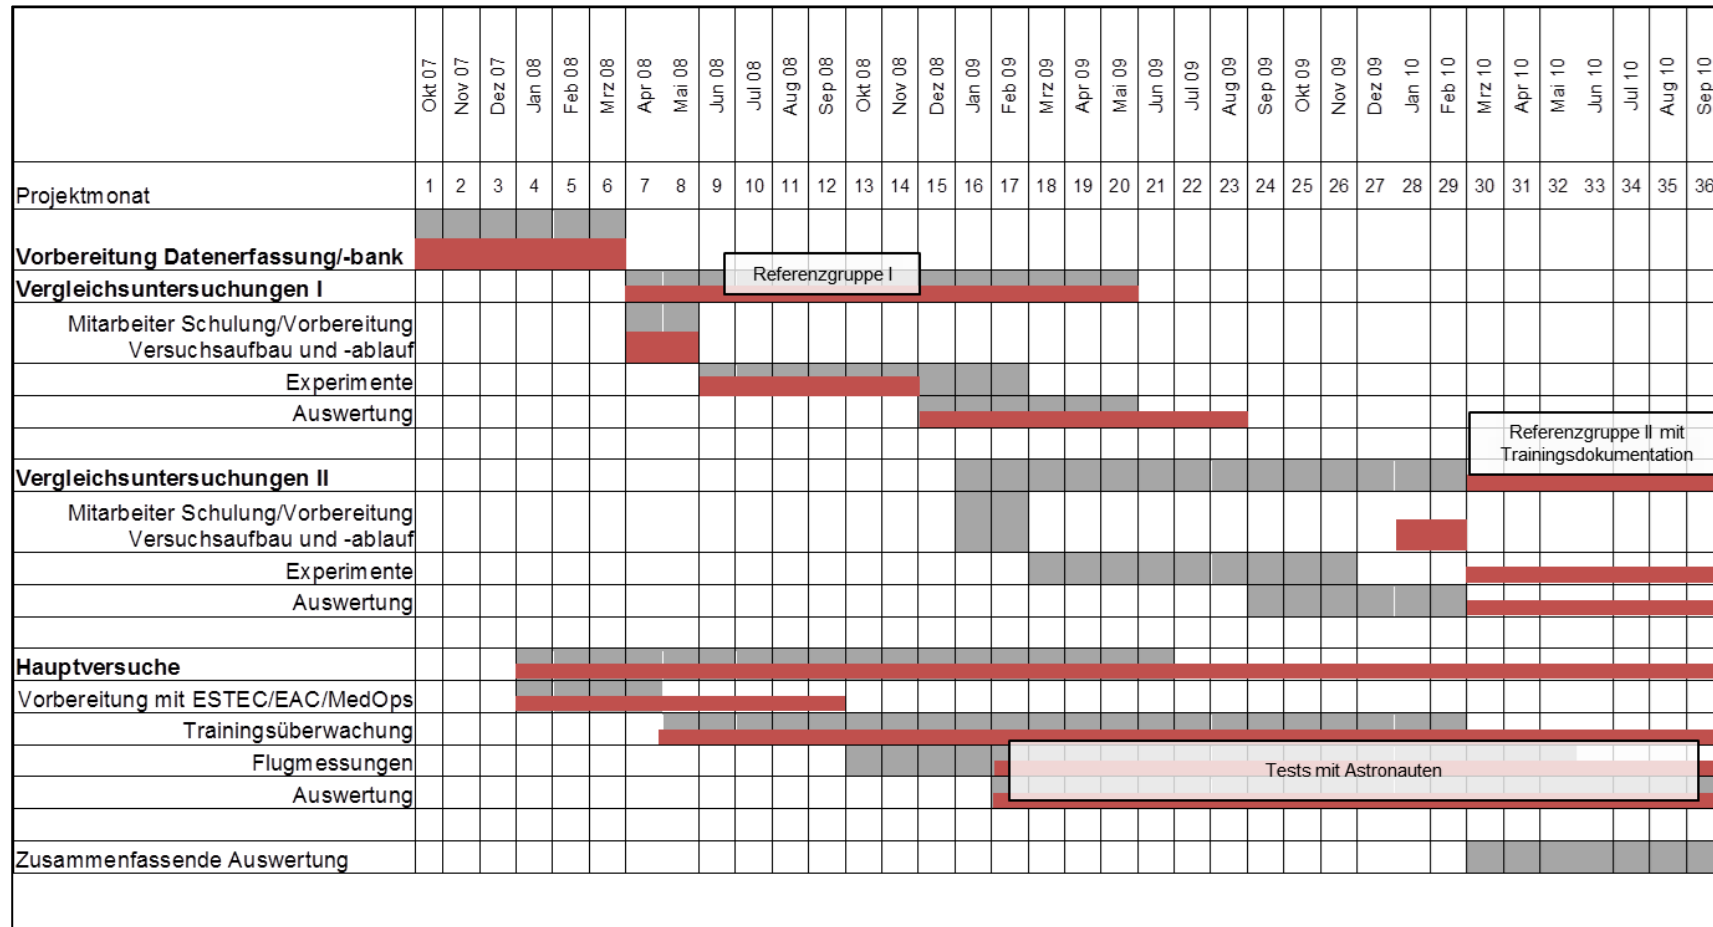 Okt 07 Nov 07 Dez 07 Jan 08 Feb 08 Mrz 08 Apr 08 Mai 08 Jun 08 Jul 08 Aug 08 Sep 08 Okt 08 Nov 08 Dez 08 Jan 09 Feb 09 Mrz 09 Apr 09 Mai 09 Jun 09 Jul 09 Aug 09 Sep 09 Okt 09 Nov 09 Dez 09 Jan 10 Feb 10 Mrz 10 Apr 10 Mai 10 Jun 10 Jul 10 Aug 10 Sep 10
Projektmonat 1 2 3 4 5 6 7 8 9 10 11 12 13 14 15 16 17 18 19 20 21 22 23 24 25 26 27 28 29 30 31 32 33 34 35 36
Vorbereitung Datenerfassung/-bank
Referenzgruppe I
Vergleichsuntersuchungen I
Mitarbeiter Schulung/Vorbereitung
Versuchsaufbau und -ablauf
Experimente
Auswertung
Referenzgruppe II mit
Trainingsdokumentation
Vergleichsuntersuchungen II
Mitarbeiter Schulung/Vorbereitung
Versuchsaufbau und -ablauf
Experimente
Auswertung
Hauptversuche
Vorbereitung mit ESTEC/EAC/MedOps
Trainingsüberwachung
Flugmessungen
Tests mit Astronauten
Auswertung
Zusammenfassende Auswertung